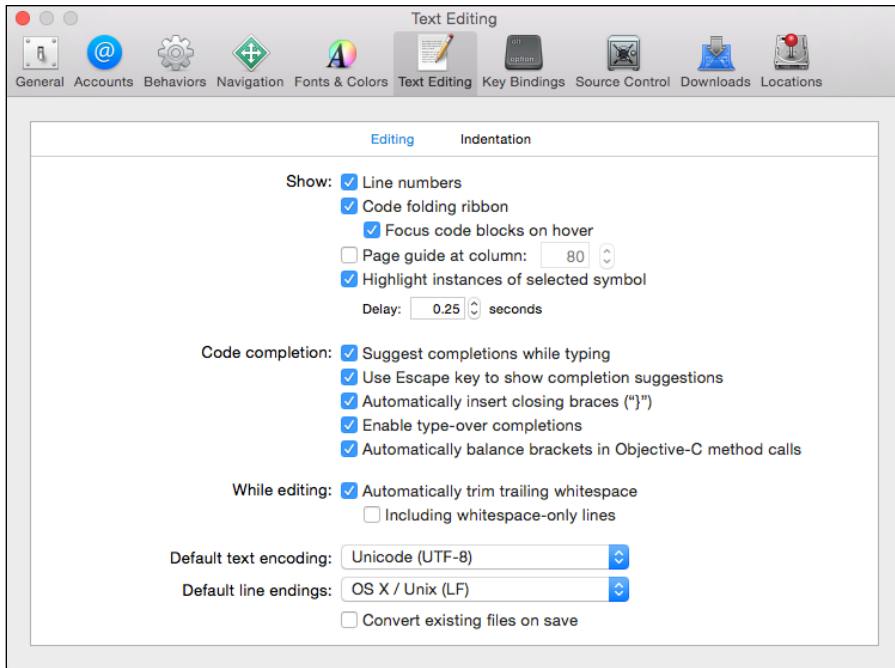 Text Editing
General Accounts Behaviors Navigation Fonts & Colors Text Editing Key Bindings Source Control Downloads Locations
Editing Indentation
Show: Line numbers
Code folding ribbon
Focus code blocks on hover
Page guide at column: 80
Highlight instances of selected symbol
Delay: 0.25 seconds
Code completion: Suggest completions while typing
Use Escape key to show completion suggestions
Automatically insert closing braces (“}”)
Enable type-over completions
Automatically balance brackets in Objective-C method calls
While editing: Automatically trim trailing whitespace
Including whitespace-only lines
Default text encoding: Unicode (UTF-8)
Default line endings: OS X / Unix (LF)
Convert existing files on save